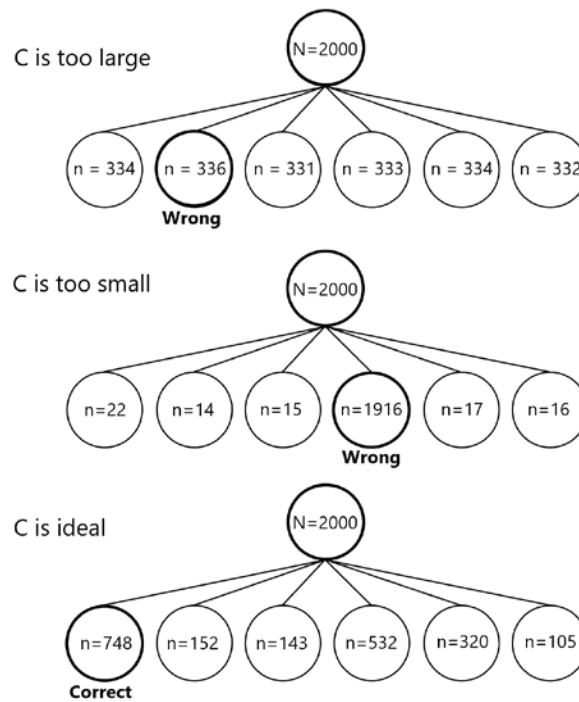 C is too large
N=2000
n = 334 n = 336 n = 331 n = 333 n = 334 n = 332
Wrong
C is too small
N=2000
n=22 n=14 n=15 n=1916 n=17 n=16
Wrong
C is ideal
N=2000
n=748 n=152 n=143 n=532 n=320 n=105
Correct